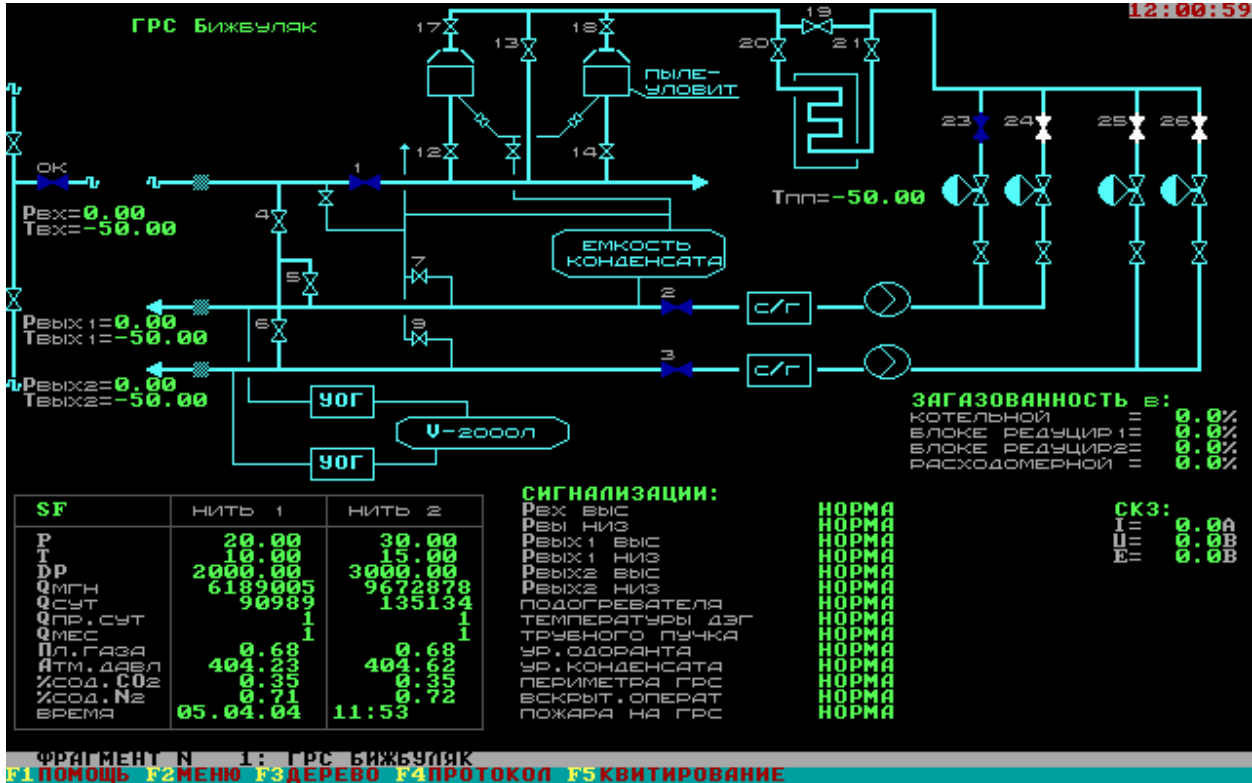 12:00:59
ГРС Бижбуляк
17 13 18 19 20 21
ПЫЛЕ-
УЛОВИТ
23 24 25 26
12 14
ОК 1
Рвх=0.00
Твх=-50.00
Тпп=-50.00
4
ЕМКОСТЬ
КОНДЕНСАТА
5 7
2
с/г
Рвых1=0.00
Твых1=-50.00
6 9
3
с/г
Рвых2=0.00
Твых2=-50.00
УОГ
V-2000л
УОГ
ЗАГАЗОВАННОСТЬ в:
КОТЕЛЬНОЙ = 0.0%
БЛОКЕ РЕДУЦИР1= 0.0%
БЛОКЕ РЕДУЦИР2= 0.0%
РАСХОДОМЕРНОЙ = 0.0%
SF НИТЬ 1 НИТЬ 2
P 20.00 30.00
T 10.00 15.00
DP 2000.00 3000.00
Qмгн 6189005 9672878
Qсут 90989 135134
Qпр.сут 1 1
Qмес 1 1
Пл.газа 0.68 0.68
Атм.давл 404.23 404.62
%сод.CO2 0.35 0.35
%сод.N2 0.71 0.72
время 05.04.04 11:53
СИГНАЛИЗАЦИИ:
Рвх выс НОРМА
Рвы низ НОРМА
Рвых1 выс НОРМА
Рвых1 низ НОРМА
Рвых2 выс НОРМА
Рвых2 низ НОРМА
ПОДОГРЕВАТЕЛЯ НОРМА
ТЕМПЕРАТУРЫ ДЭГ НОРМА
ТРУБНОГО ПУЧКА НОРМА
УР.ОДОРАНТА НОРМА
УР.КОНДЕНСАТА НОРМА
ПЕРИМЕТРА ГРС НОРМА
ВСКРЫТ.ОПЕРАТ НОРМА
ПОЖАРА НА ГРС НОРМА
СКЗ:
I= 0.0А
U= 0.0В
E= 0.0В
ФРАГМЕНТ N 1: ГРС БИЖБУЛЯК
F1ПОМОЩЬ F2МЕНЮ F3ДЕРЕВО F4ПРОТОКОЛ F5КВИТИРОВАНИЕ